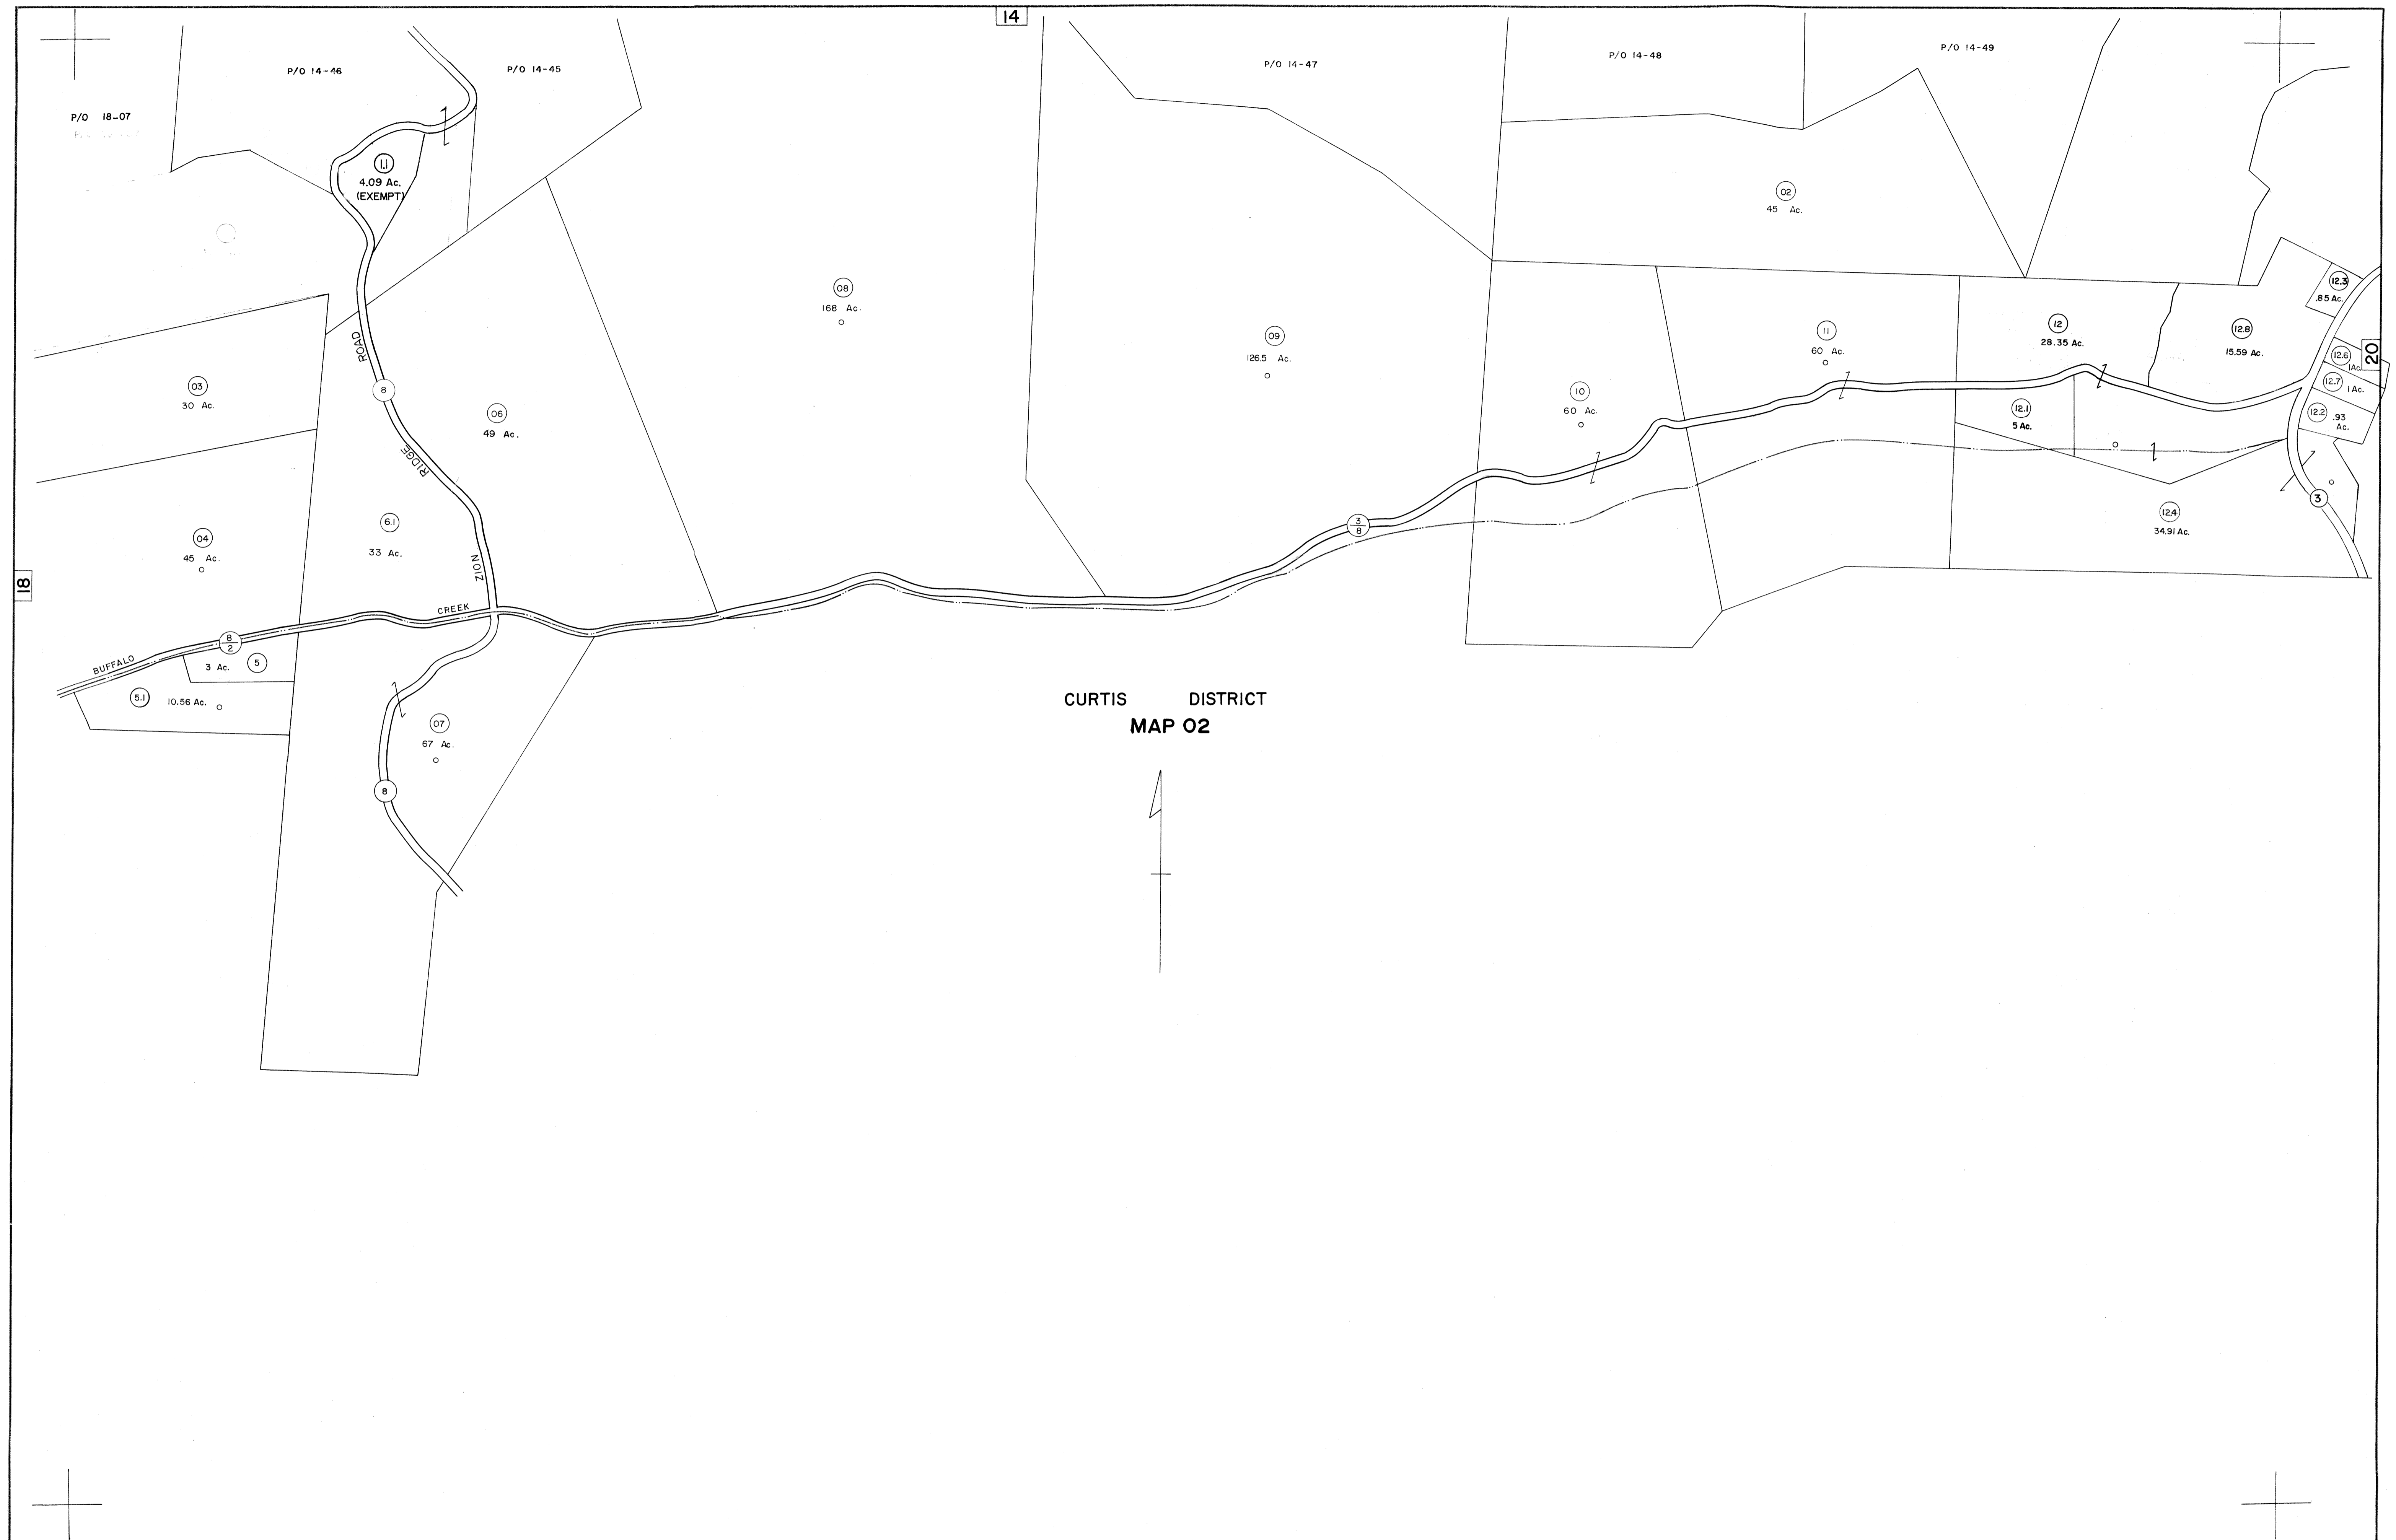 14
P/O 14-46
P/O 14-45
P/O 14-47
P/O 14-48
P/O 14-49
P/O 18-07
1.1
4.09 Ac.
(EXEMPT)
02
45 Ac.
08
168 Ac.
09
126.5 Ac.
10
60 Ac.
11
60 Ac.
12
28.35 Ac.
12.8
15.59 Ac.
12.3
.85 Ac.
12.6
1Ac.
20
12.7
1 Ac.
12.2
.93
Ac.
12.1
5 Ac.
12.4
34.91 Ac.
3
3
8
03
30 Ac.
ROAD
8
RIDGE
ZION
06
49 Ac.
6.1
33 Ac.
04
45 Ac.
18
BUFFALO
CREEK
8
2
3 Ac.
5
5.1
10.56 Ac.
07
67 Ac.
8
CURTIS DISTRICT
MAP 02